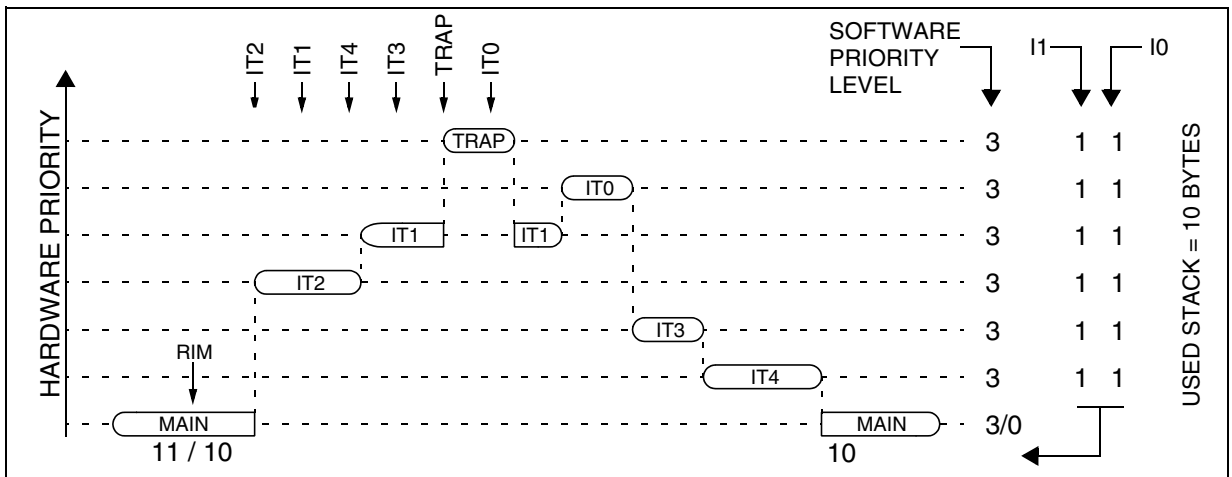 IT2
IT1
IT4
IT3
TRAP
IT0
SOFTWARE
PRIORITY
LEVEL
I1
I0
HARDWARE PRIORITY
TRAP
3
1 1
IT0
3
1 1
IT1
IT1
3
1 1
IT2
3
1 1
IT3
3
1 1
RIM
IT4
3
1 1
MAIN
MAIN
3/0
11 / 10
10
USED STACK = 10 BYTES